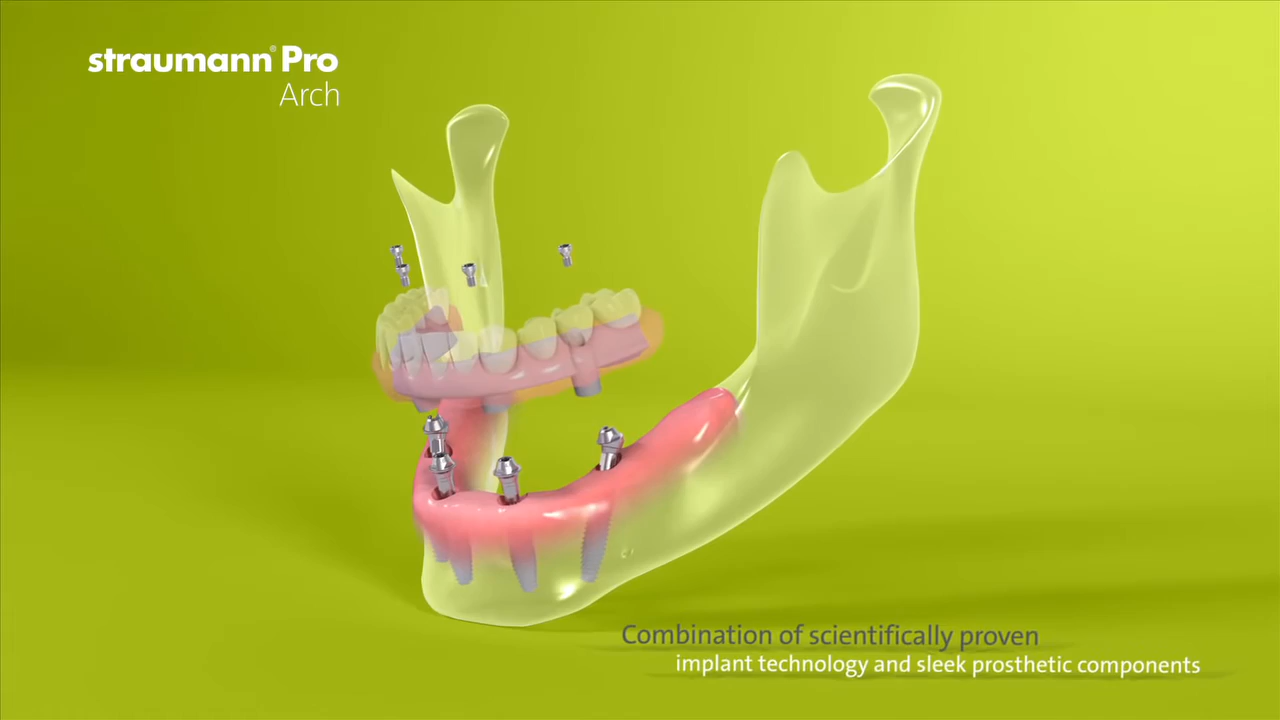 straumann® Pro
Arch
Combination of scientifically proven
implant technology and sleek prosthetic components